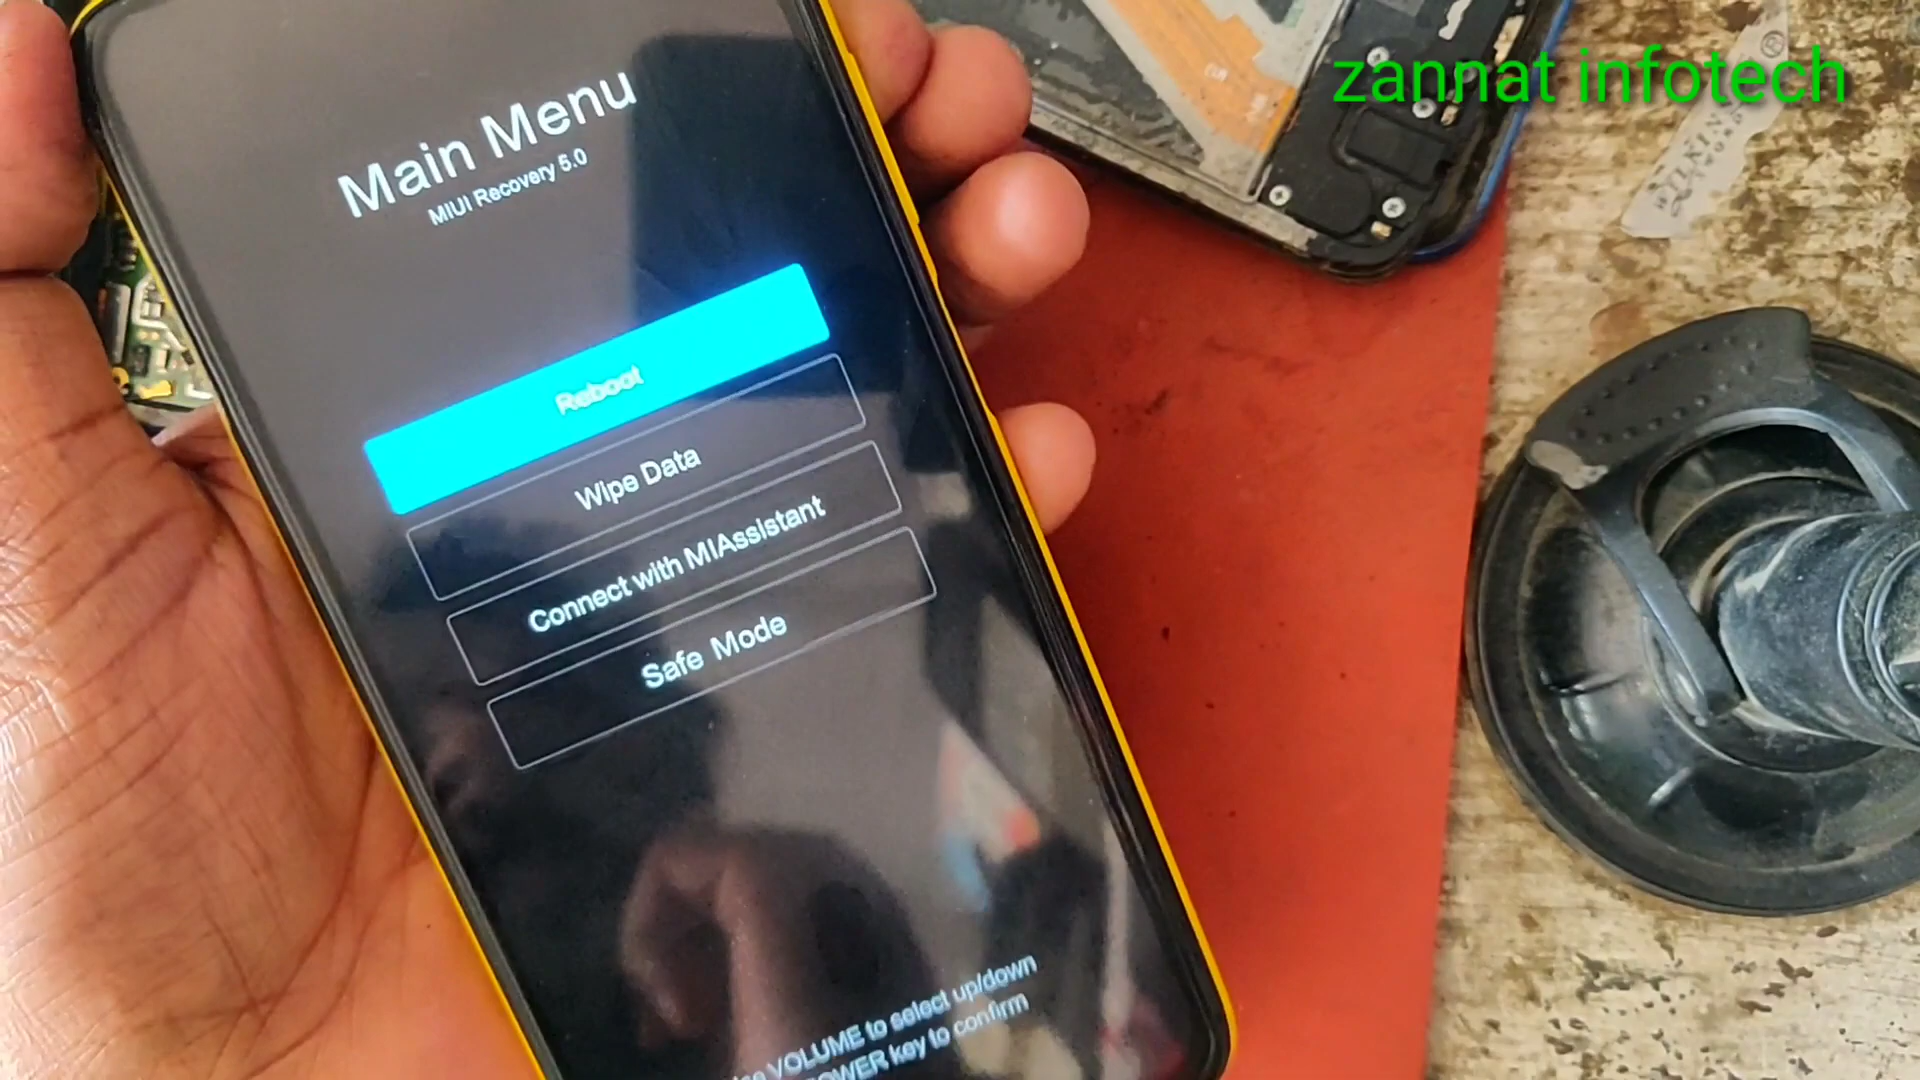 zannat infotech
Main Menu
MIUI Recovery 5.0
Reboot
Wipe Data
Connect with MIAssistant
Safe Mode
VOLUME to select up/down
key to confirm